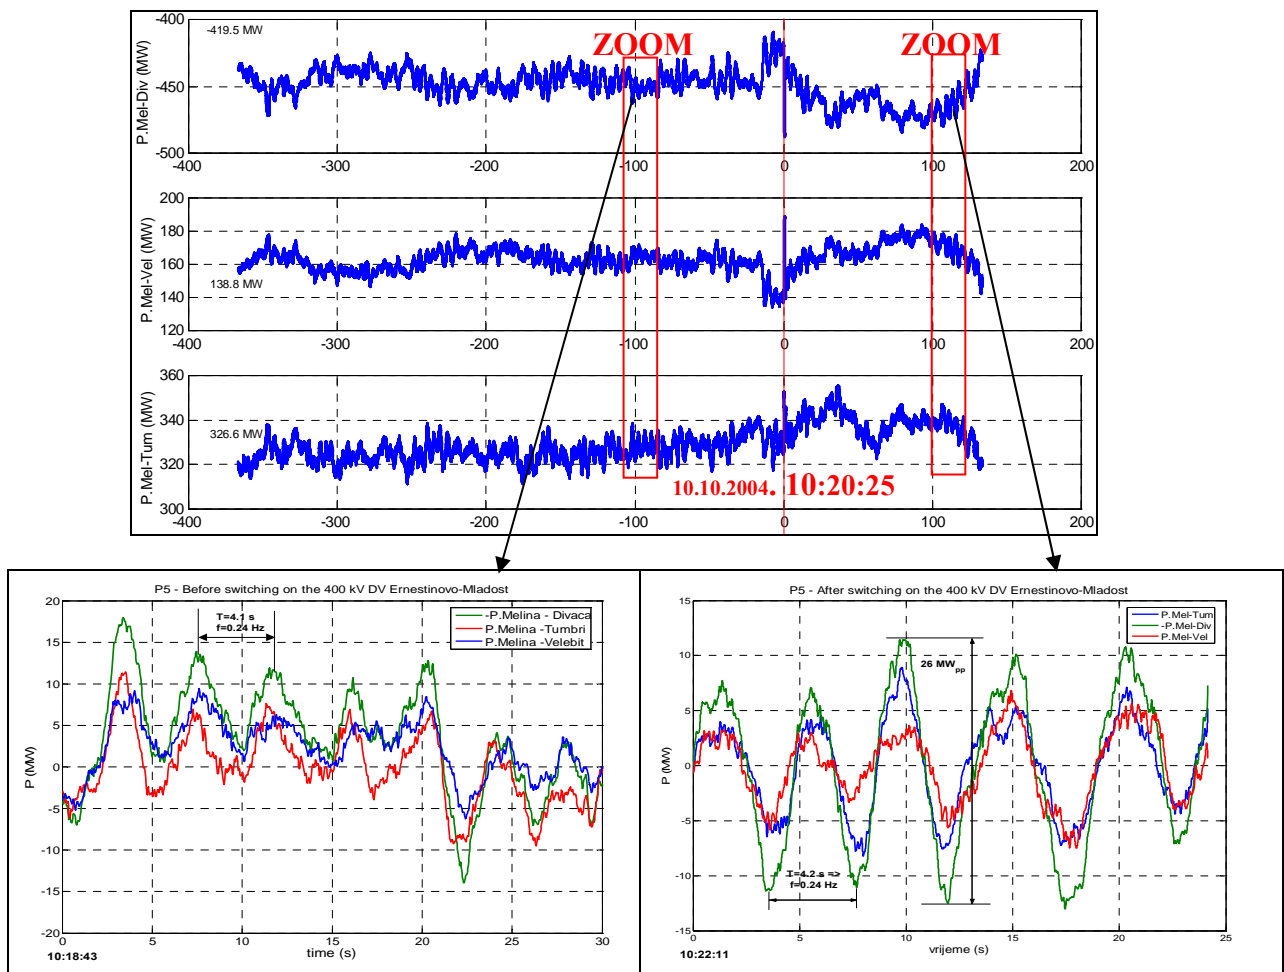 -400
-419.5 MW
ZOOM ZOOM
P.Mel-Div (MW)
-450
-500
-400 -300 -200 -100 0 100 200
200
180
P.Mel-Vel (MW)
160
138.8 MW
140
120
-400 -300 -200 -100 0 100 200
360
P.Mel-Tum (MW)
340
326.6 MW
320
10.10.2004. 10:20:25
300
-400 -300 -200 -100 0 100 200
P5 - Before switching on the 400 kV DV Ernestinovo-Mladost
20
T=4.1 s
f=0.24 Hz
-P.Melina - Divaca
P.Melina -Tumbri
P.Melina -Velebit
15
10
5
0
P (MW)
-5
-10
-15
0 5 10 15 20 25 30
time (s)
10:18:43
P5 - After switching on the 400 kV DV Ernestinovo-Mladost
15
P.Mel-Tum
-P.Mel-Div
P.Mel-Vel
10
26 MWpp
5
0
P (MW)
-5
-10
T=4.2 s =>
f=0.24 Hz
-15
0 5 10 15 20 25
vrijeme (s)
10:22:11